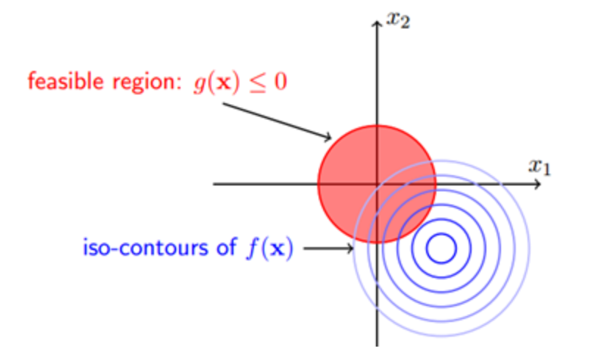 x₂
feasible region: g(𝐱) ≤ 0
x₁
iso-contours of f(𝐱)